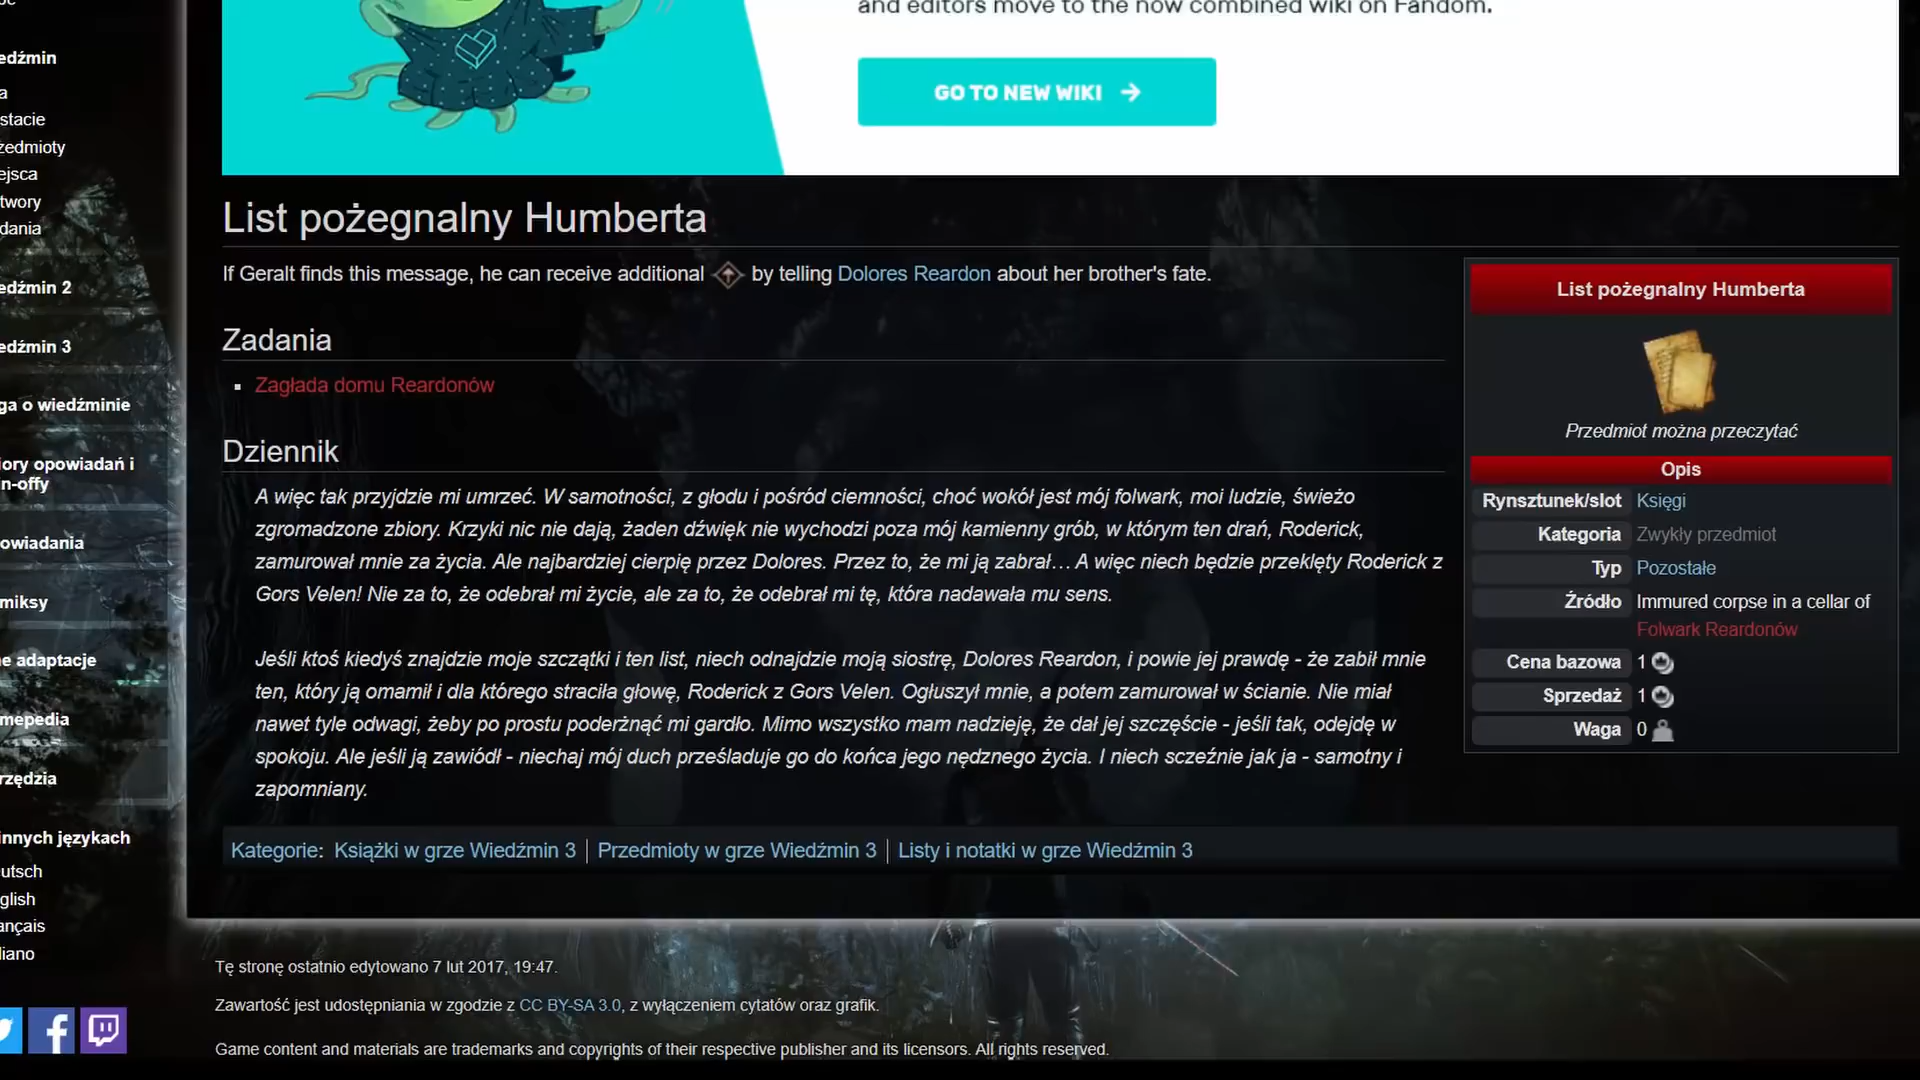 and editors move to the now combined wiki on Fandom.
GO TO NEW WIKI
edźmin
a
stacie
zedmioty
ejsca
twory
dania
edźmin 2
edźmin 3
ga o wiedźminie
iory opowiadań i
n-offy
owiadania
miksy
e adaptacje
mepedia
rzędzia
innych językach
utsch
glish
ançais
liano
List pożegnalny Humberta
If Geralt finds this message, he can receive additional by telling Dolores Reardon about her brother's fate.
Zadania
Zagłada domu Reardonów
Dziennik
A więc tak przyjdzie mi umrzeć. W samotności, z głodu i pośród ciemności, choć wokół jest mój folwark, moi ludzie, świeżo
zgromadzone zbiory. Krzyki nic nie dają, żaden dźwięk nie wychodzi poza mój kamienny grób, w którym ten drań, Roderick,
zamurował mnie za życia. Ale najbardziej cierpię przez Dolores. Przez to, że mi ją zabrał… A więc niech będzie przeklęty Roderick z
Gors Velen! Nie za to, że odebrał mi życie, ale za to, że odebrał mi tę, która nadawała mu sens.
Jeśli ktoś kiedyś znajdzie moje szczątki i ten list, niech odnajdzie moją siostrę, Dolores Reardon, i powie jej prawdę - że zabił mnie
ten, który ją omamił i dla którego straciła głowę, Roderick z Gors Velen. Ogłuszył mnie, a potem zamurował w ścianie. Nie miał
nawet tyle odwagi, żeby po prostu poderżnąć mi gardło. Mimo wszystko mam nadzieję, że dał jej szczęście - jeśli tak, odejdę w
spokoju. Ale jeśli ją zawiódł - niechaj mój duch prześladuje go do końca jego nędznego życia. I niech sczeźnie jak ja - samotny i
zapomniany.
List pożegnalny Humberta
Przedmiot można przeczytać
Opis
Rynsztunek/slot Księgi
Kategoria Zwykły przedmiot
Typ Pozostałe
Źródło Immured corpse in a cellar of
Folwark Reardonów
Cena bazowa 1
Sprzedaż 1
Waga 0
Kategorie: Książki w grze Wiedźmin 3 | Przedmioty w grze Wiedźmin 3 | Listy i notatki w grze Wiedźmin 3
Tę stronę ostatnio edytowano 7 lut 2017, 19:47.
Zawartość jest udostępniania w zgodzie z CC BY-SA 3.0, z wyłączeniem cytatów oraz grafik.
Game content and materials are trademarks and copyrights of their respective publisher and its licensors. All rights reserved.